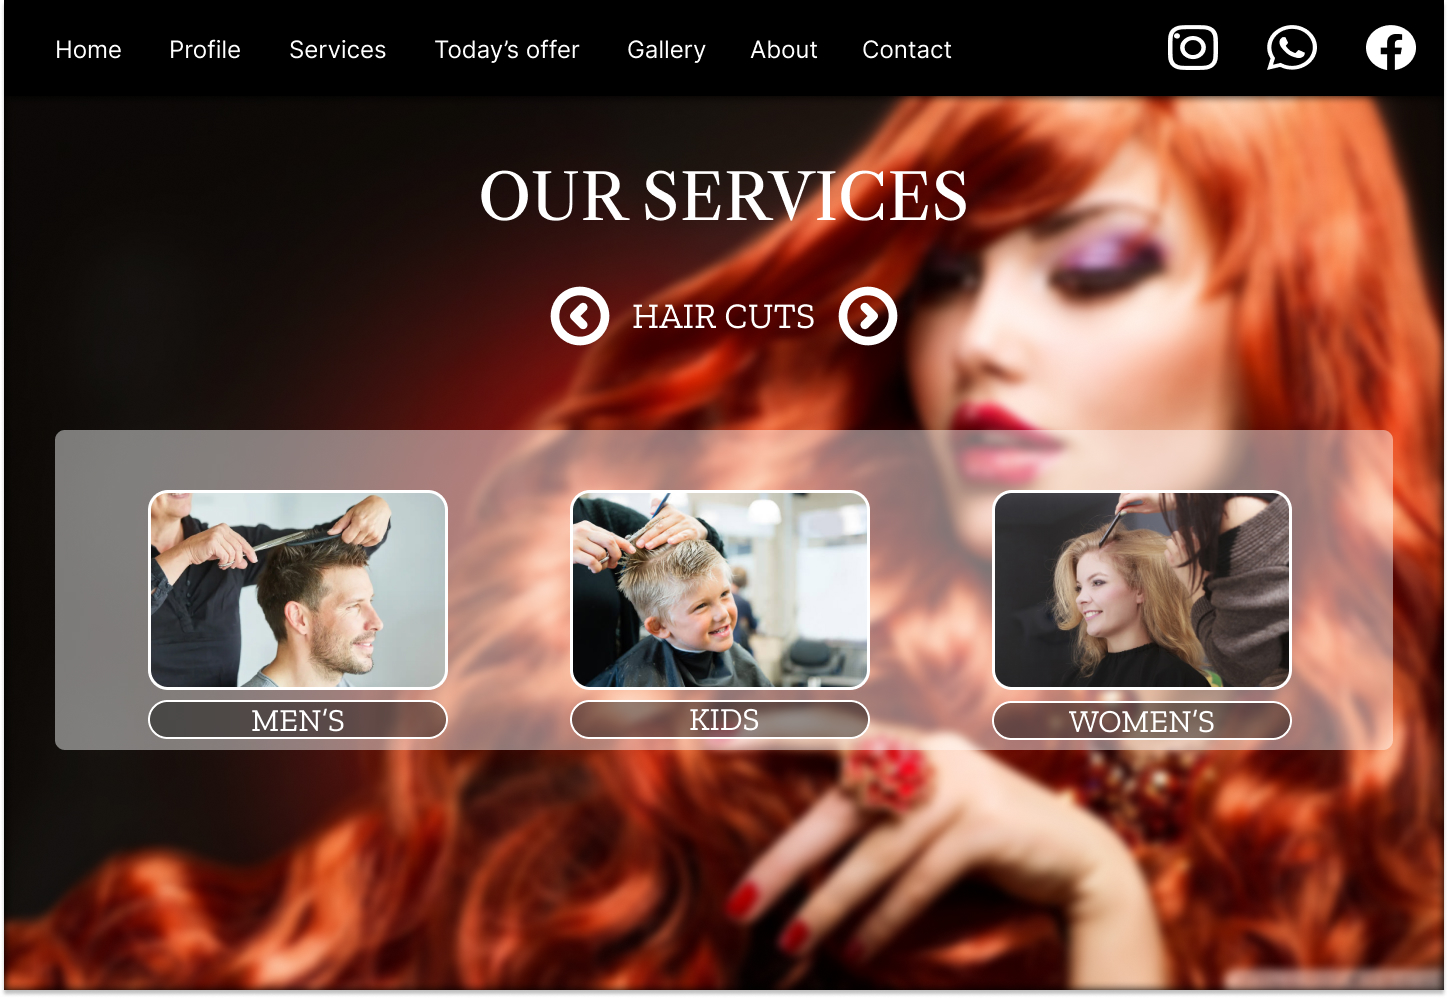 Home Profile Services Today’s offer Gallery About Contact
OUR SERVICES
HAIR CUTS
MEN’S KIDS WOMEN’S